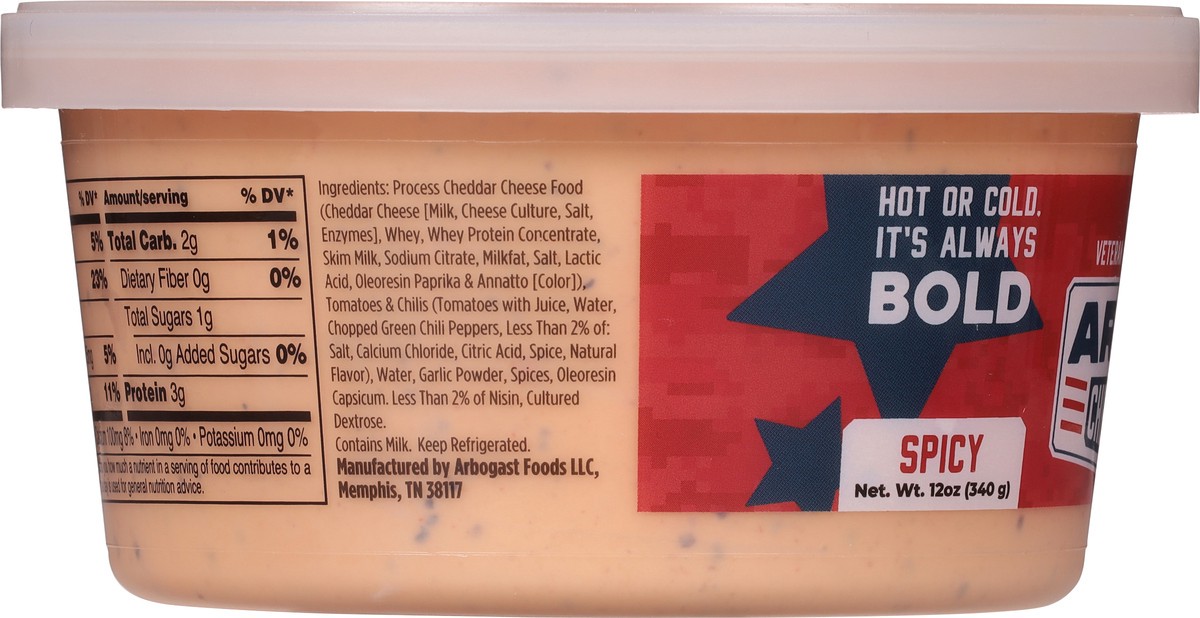 % DV* Amount/serving % DV*
5% Total Carb. 2g 1%
23% Dietary Fiber 0g 0%
Total Sugars 1g
5% Incl. 0g Added Sugars 0%
11% Protein 3g
100mg 8% • Iron 0mg 0% • Potassium 0mg 0%
how much a nutrient in a serving of food contributes to a
is used for general nutrition advice.
Ingredients: Process Cheddar Cheese Food
(Cheddar Cheese [Milk, Cheese Culture, Salt,
Enzymes], Whey, Whey Protein Concentrate,
Skim Milk, Sodium Citrate, Milkfat, Salt, Lactic
Acid, Oleoresin Paprika & Annatto [Color]),
Tomatoes & Chilis (Tomatoes with Juice, Water,
Chopped Green Chili Peppers, Less Than 2% of:
Salt, Calcium Chloride, Citric Acid, Spice, Natural
Flavor), Water, Garlic Powder, Spices, Oleoresin
Capsicum. Less Than 2% of Nisin, Cultured
Dextrose.
Contains Milk. Keep Refrigerated.
Manufactured by Arbogast Foods LLC,
Memphis, TN 38117
HOT OR COLD.
IT'S ALWAYS
BOLD
SPICY
Net. Wt. 12oz (340 g)